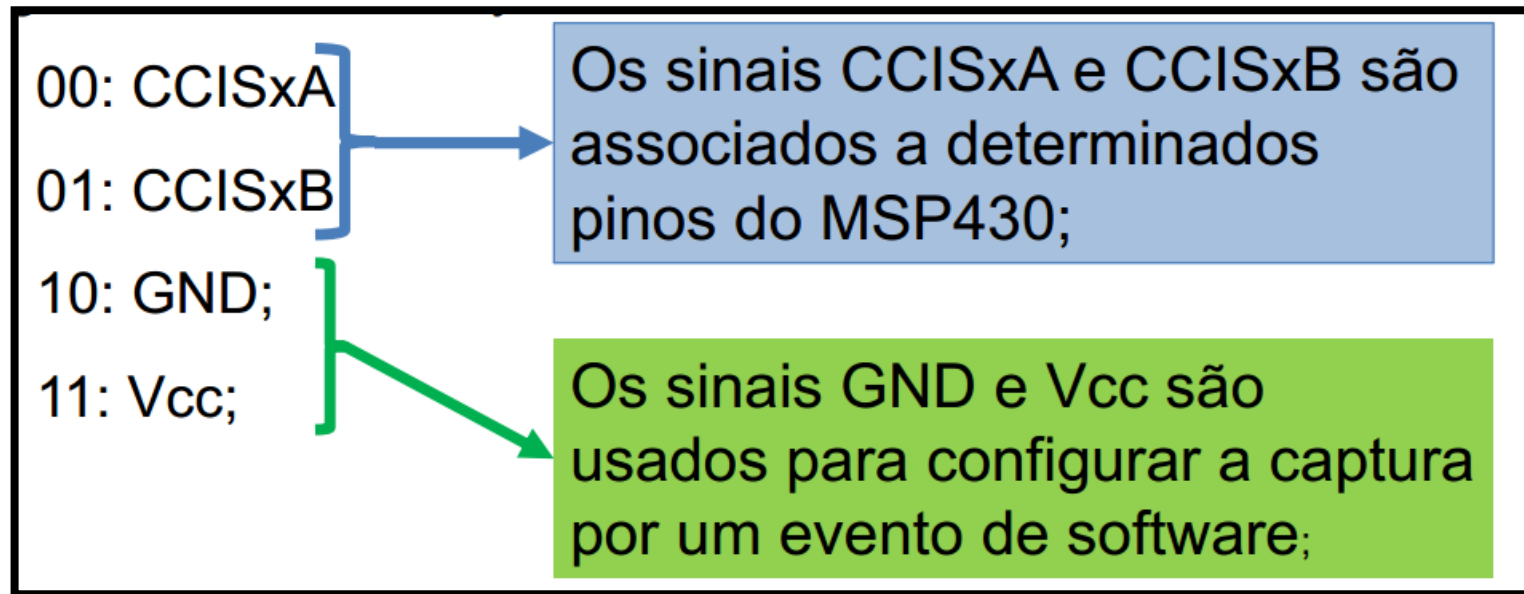 00: CCISxA
01: CCISxB
10: GND;
11: Vcc;
Os sinais CCISxA e CCISxB são
associados a determinados
pinos do MSP430;
Os sinais GND e Vcc são
usados para configurar a captura
por um evento de software;